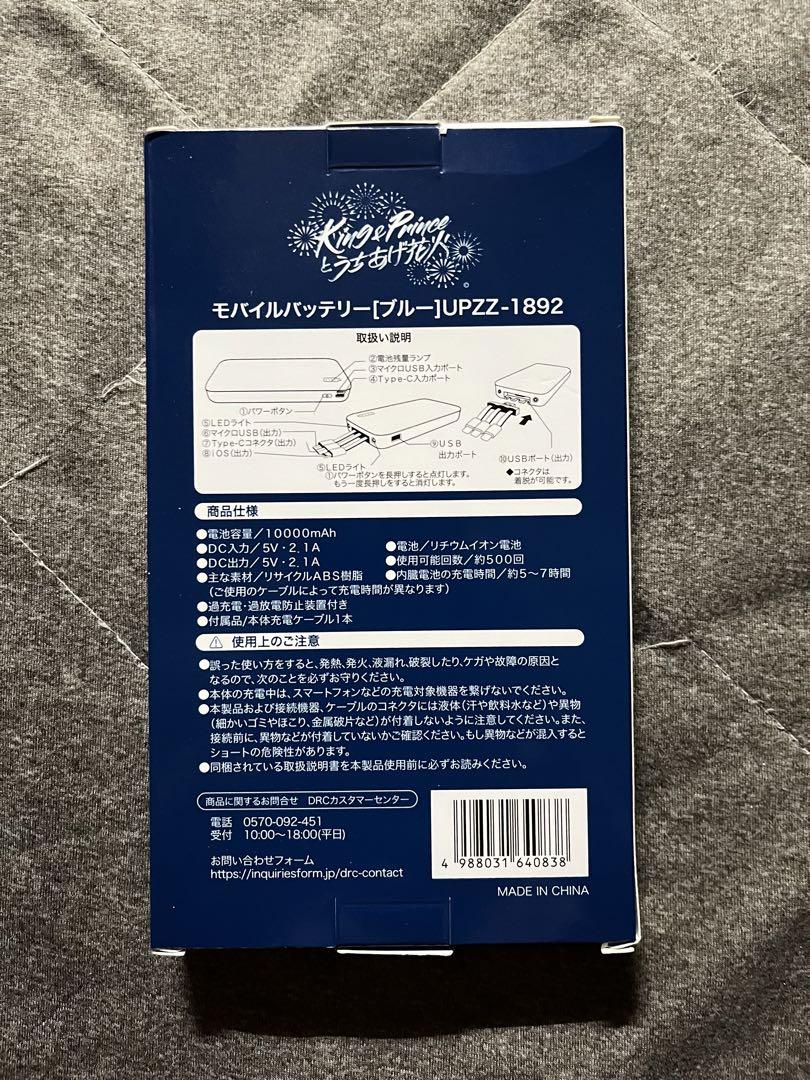 King & Prince
とうちあげ花火
©
モバイルバッテリー[ブルー]UPZZ-1892
取扱い説明
②電池残量ランプ
③マイクロUSB入力ポート
④Type-C入力ポート
①パワーボタン
⑤LEDライト
⑥マイクロUSB(出力)
⑦Type-Cコネクタ(出力)
⑧iOS(出力)
⑨USB
出力ポート
⑩USBポート(出力)
⑤LEDライト
①パワーボタンを長押しすると点灯します。
もう一度長押しをすると消灯します。
◆コネクタは
着脱が可能です。
商品仕様
●電池容量/10000mAh
●DC入力/5V・2.1A
●電池/リチウムイオン電池
●DC出力/5V・2.1A
●使用可能回数/約500回
●主な素材/リサイクルABS樹脂
●内臓電池の充電時間/約5~7時間
(ご使用のケーブルによって充電時間が異なります)
●過充電・過放電防止装置付き
●付属品/本体充電ケーブル1本
⚠ 使用上のご注意
●誤った使い方をすると、発熱、発火、液漏れ、破裂したり、ケガや故障の原因と
なるので、次のことを必ずお守りください。
●本体の充電中は、スマートフォンなどの充電対象機器を繋げないでください。
●本製品および接続機器、ケーブルのコネクタには液体(汗や飲料水など)や異物
(細かいゴミやほこり、金属破片など)が付着しないように注意してください。また、
接続前に、異物などが付着していないかご確認ください。もし異物などが混入すると
ショートの危険性があります。
●同梱されている取扱説明書を本製品使用前に必ずお読みください。
商品に関するお問合せ DRCカスタマーセンター
電話 0570-092-451
受付 10:00~18:00(平日)
お問い合わせフォーム
https://inquiriesform.jp/drc-contact
4 988031 640838
MADE IN CHINA